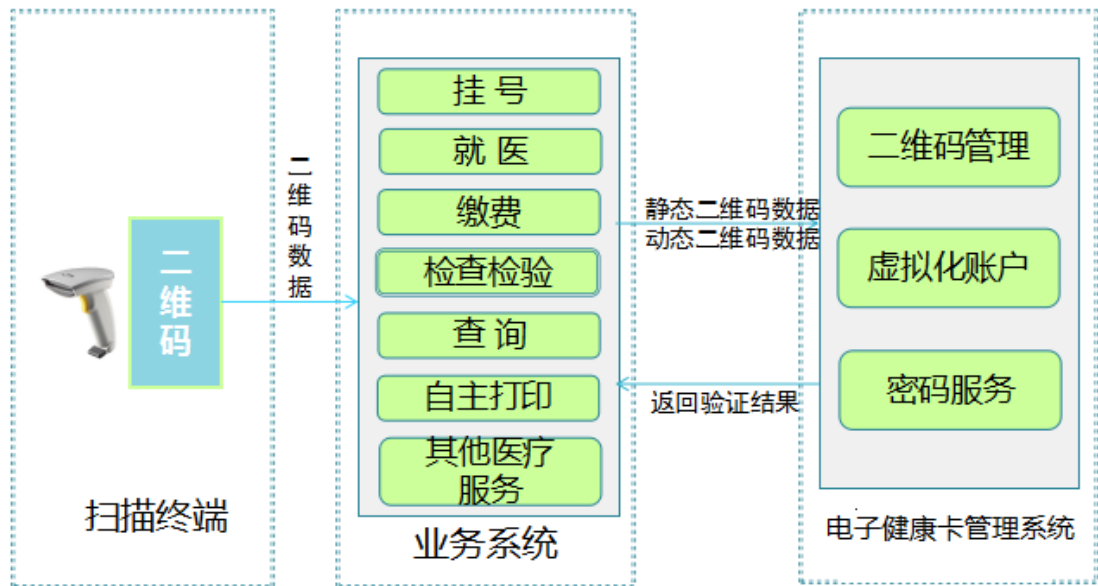 二维码
扫描终端
二维码数据
挂 号
就 医
缴费
检查检验
查 询
自主打印
其他医疗
服务
业务系统
静态二维码数据
动态二维码数据
返回验证结果
二维码管理
虚拟化账户
密码服务
电子健康卡管理系统